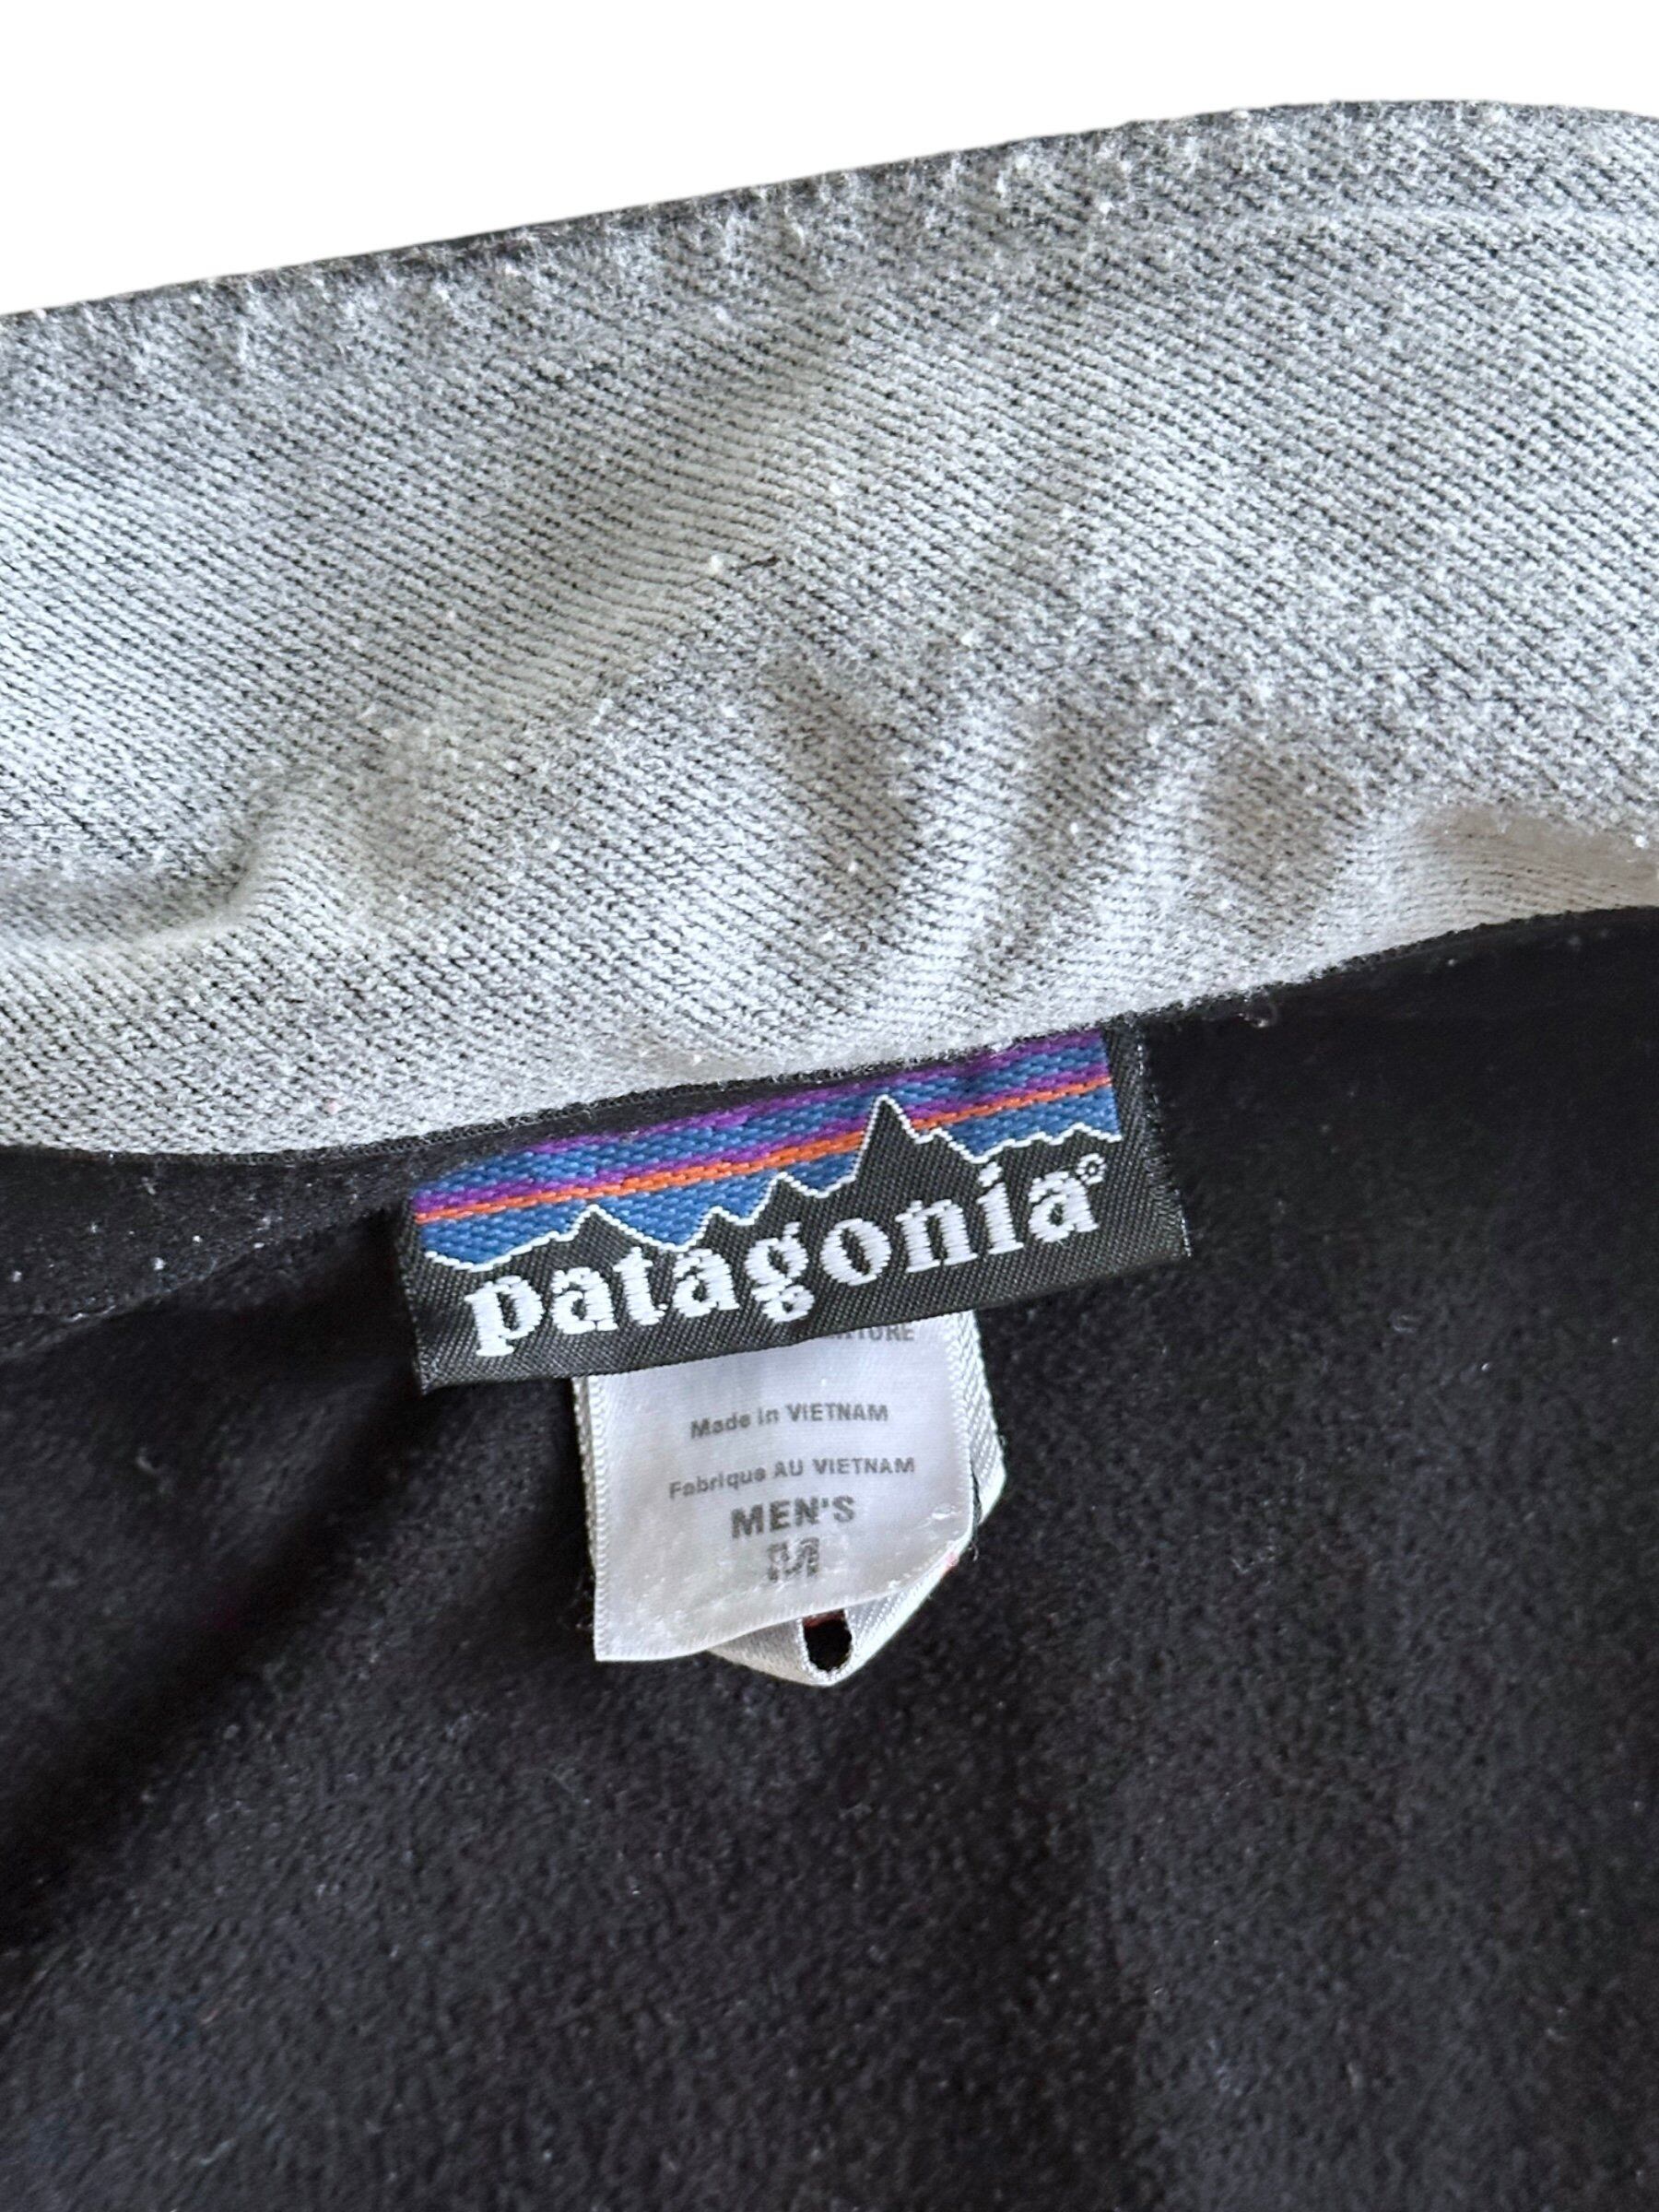 patagonia®
Made in VIETNAM
Fabrique AU VIETNAM
MEN'S
M